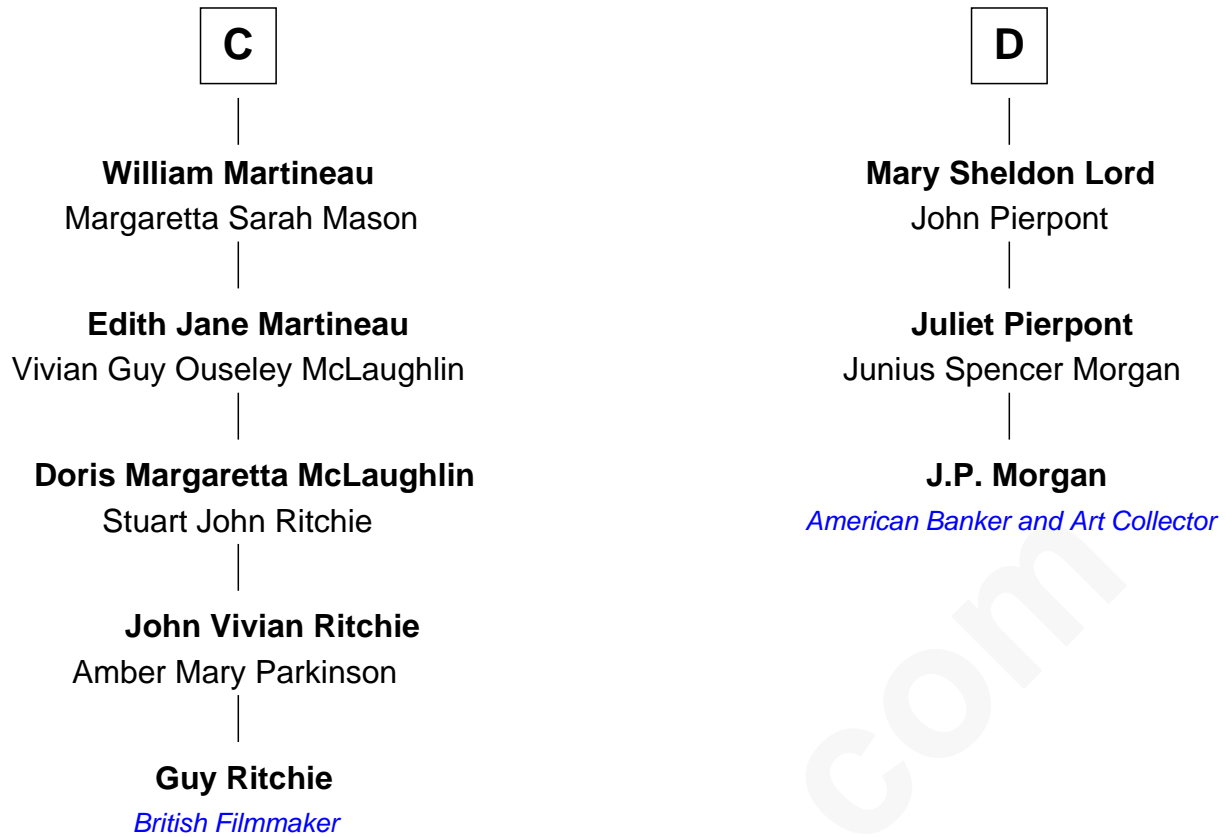 C
William Martineau
Margaretta Sarah Mason
Edith Jane Martineau
Vivian Guy Ouseley McLaughlin
Doris Margaretta McLaughlin
Stuart John Ritchie
John Vivian Ritchie
Amber Mary Parkinson
Guy Ritchie
British Filmmaker
D
Mary Sheldon Lord
John Pierpont
Juliet Pierpont
Junius Spencer Morgan
J.P. Morgan
American Banker and Art Collector
com